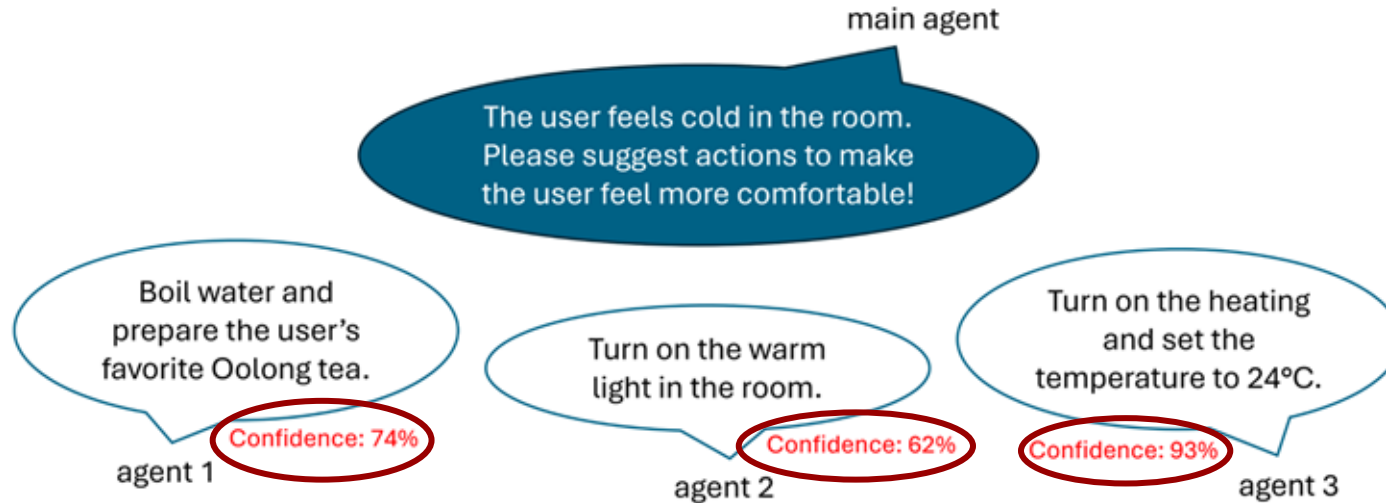 main agent
The user feels cold in the room.
Please suggest actions to make
the user feel more comfortable!
Boil water and
prepare the user’s
favorite Oolong tea.
Confidence: 74%
agent 1
Turn on the warm
light in the room.
Confidence: 62%
agent 2
Turn on the heating
and set the
temperature to 24°C.
Confidence: 93%
agent 3